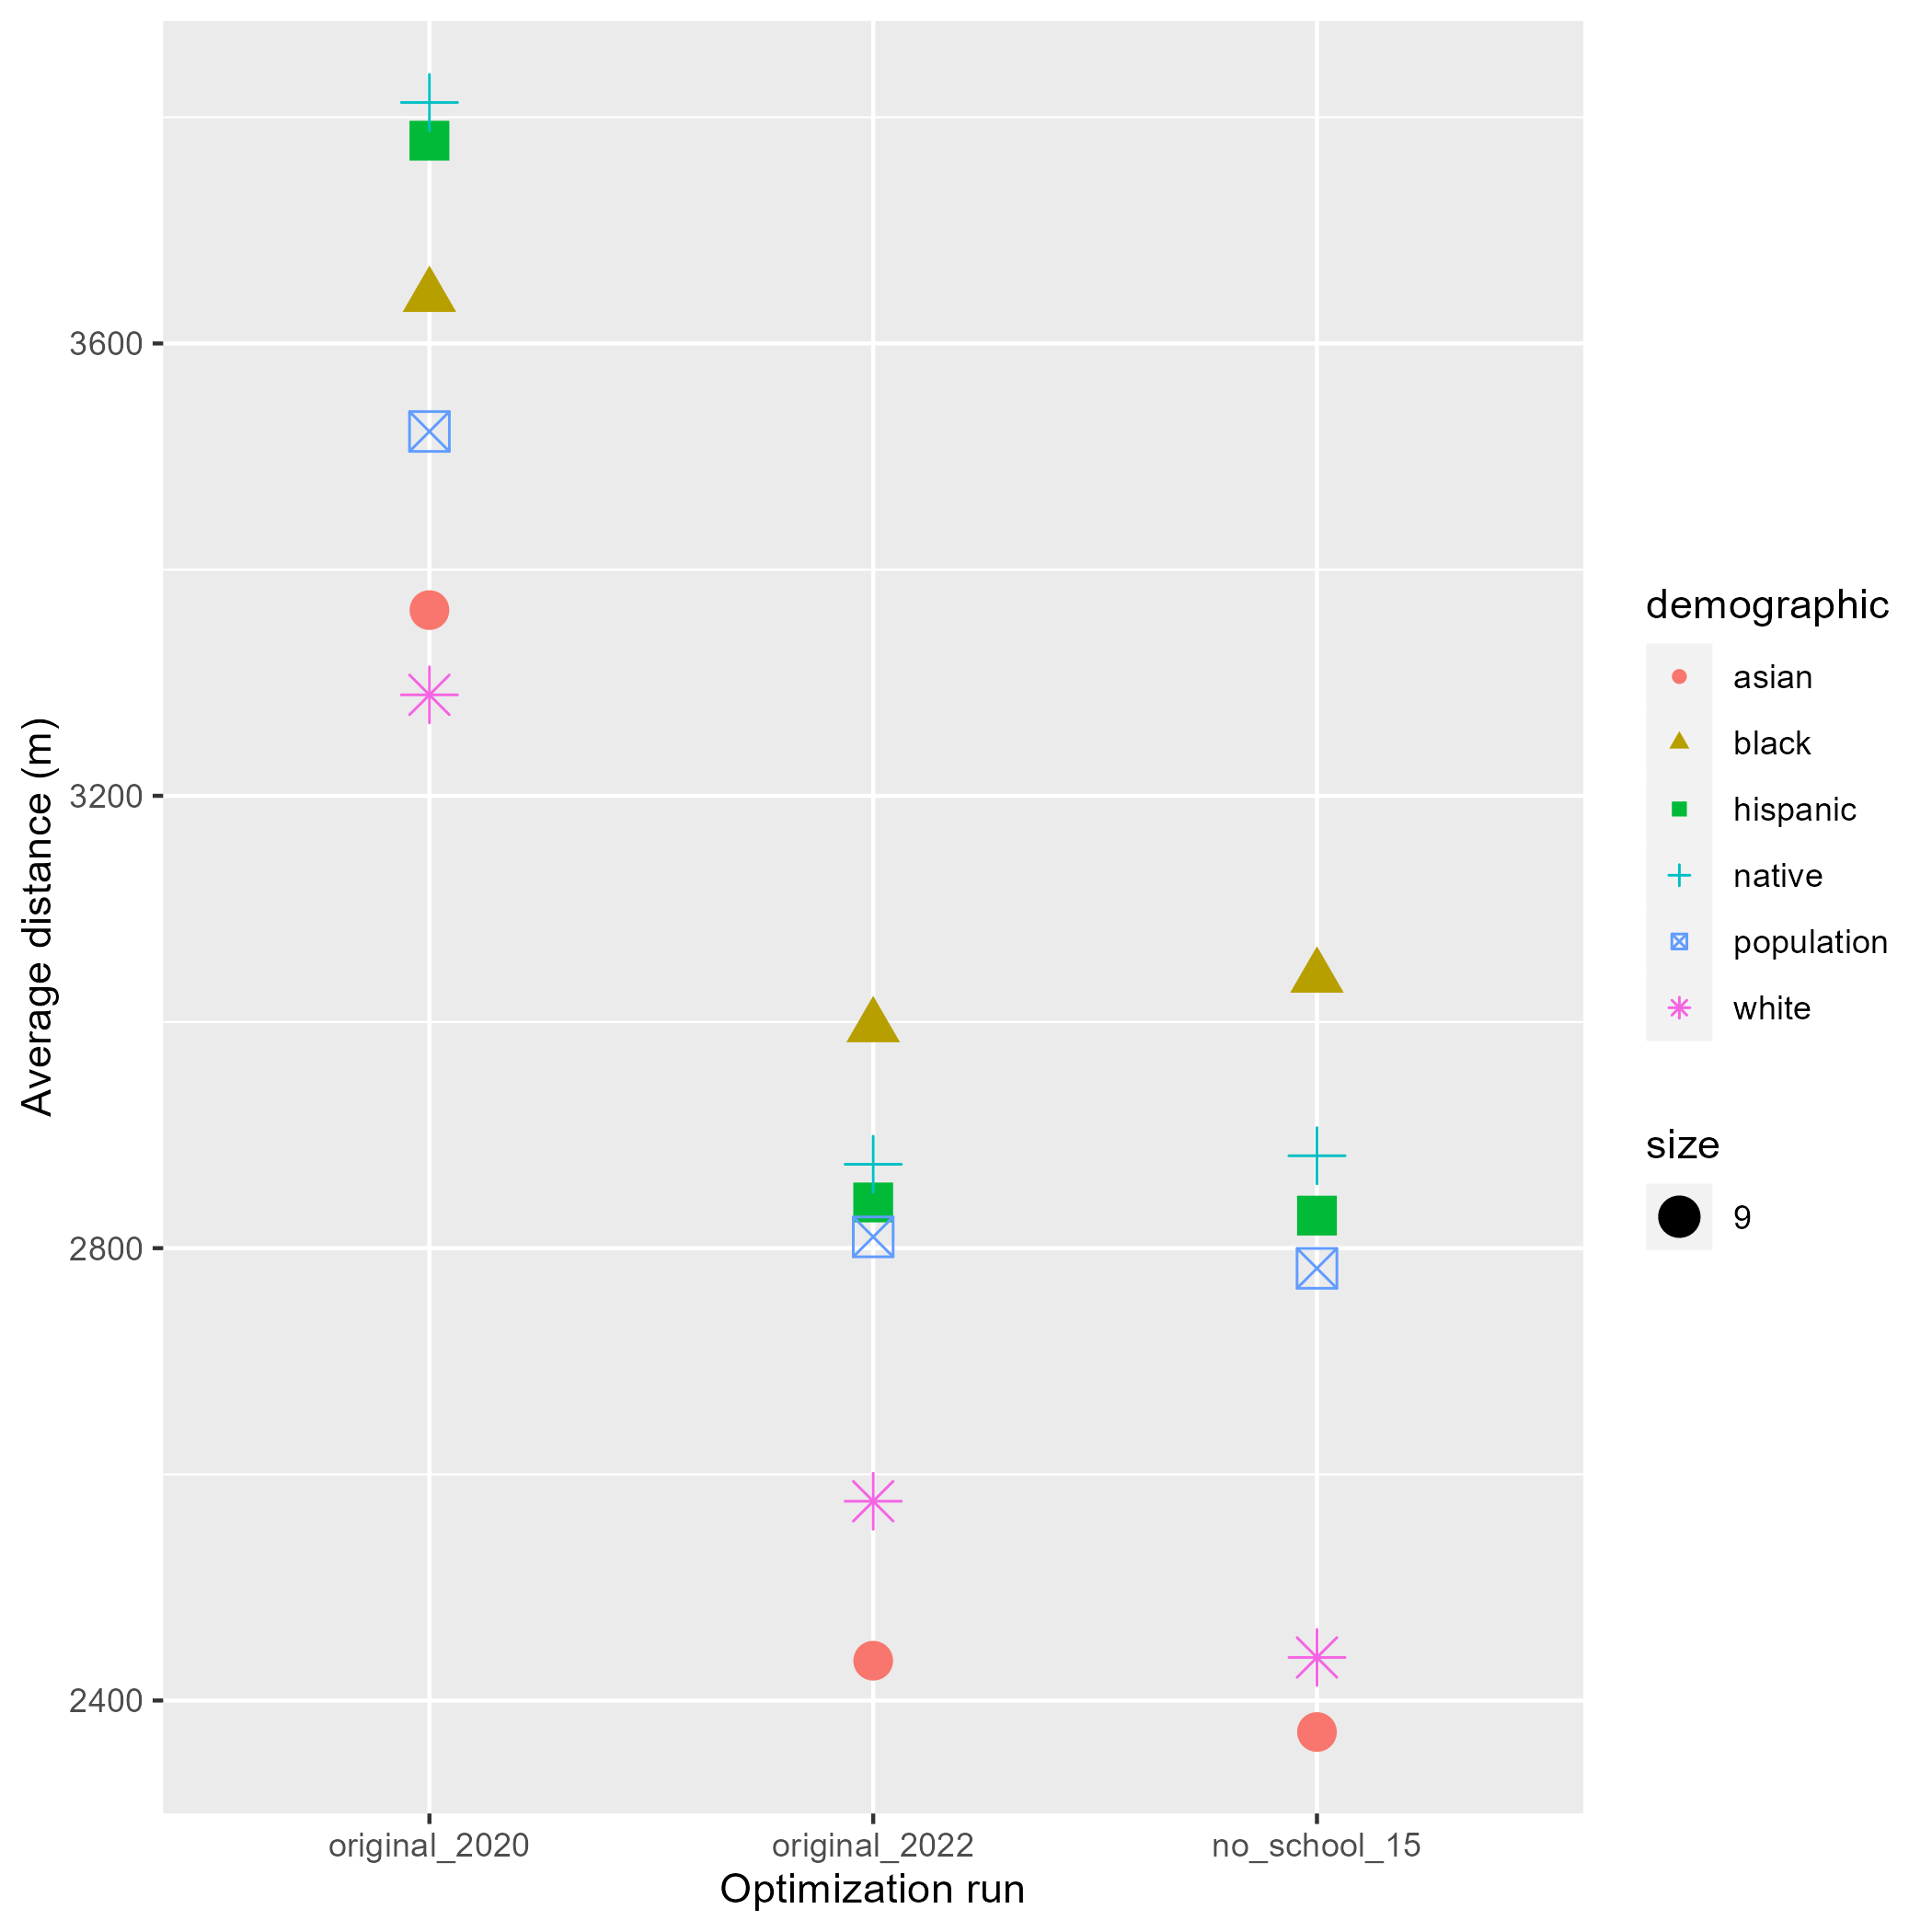 3600
3200
2800
2400
Average distance (m)
original_2020
original_2022
no_school_15
Optimization run
demographic
asian
black
hispanic
native
population
white
size
9